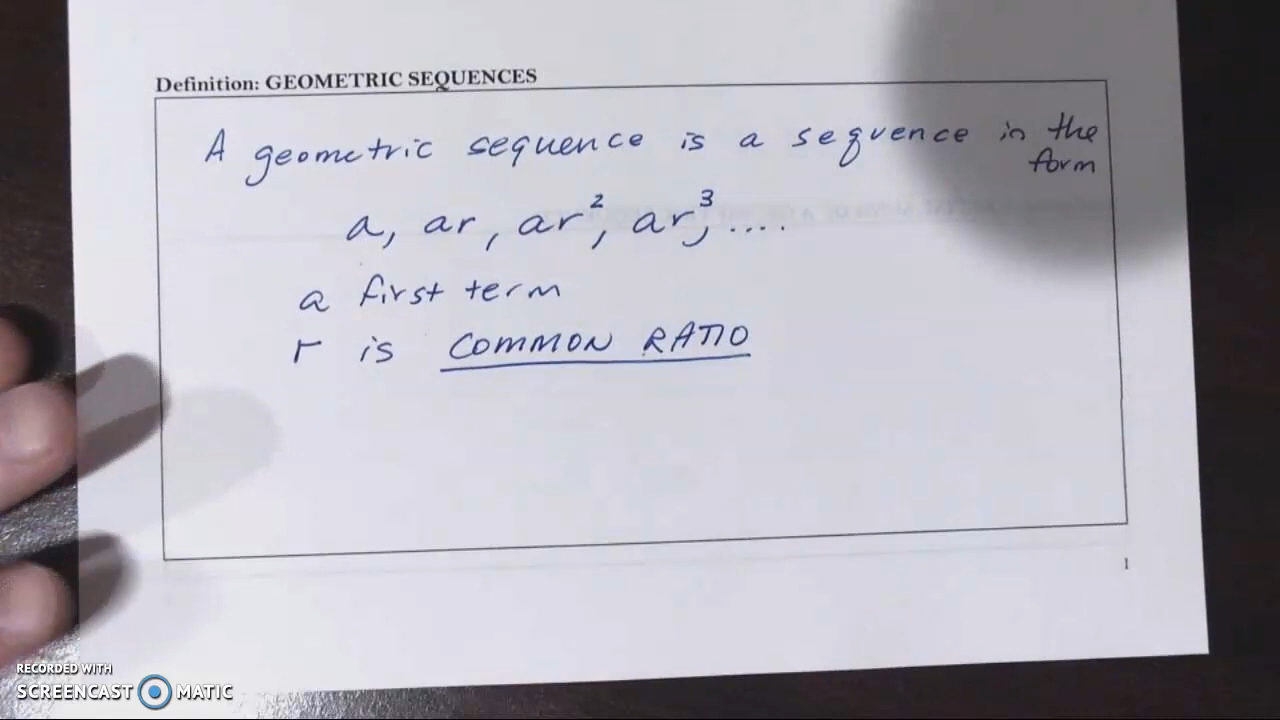 Definition: GEOMETRIC SEQUENCES
A geometric sequence is a sequence in the
form
a, ar, ar², ar³, ....
a first term
r is COMMON RATIO
1
RECORDED WITH
SCREENCAST MATIC